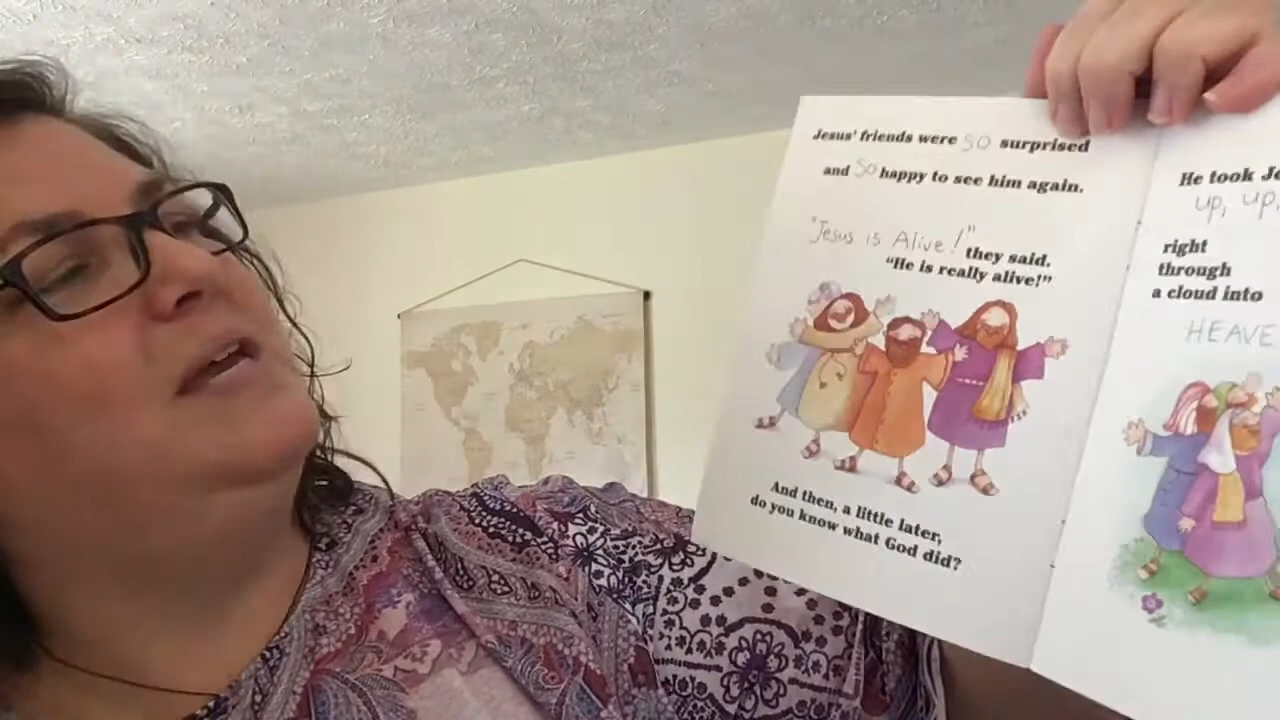 Jesus' friends were so surprised
and so happy to see him again.
"Jesus is Alive!" they said.
"He is really alive!"
And then, a little later,
do you know what God did?
He took Je
up, up,
right
through
a cloud into
HEAVE